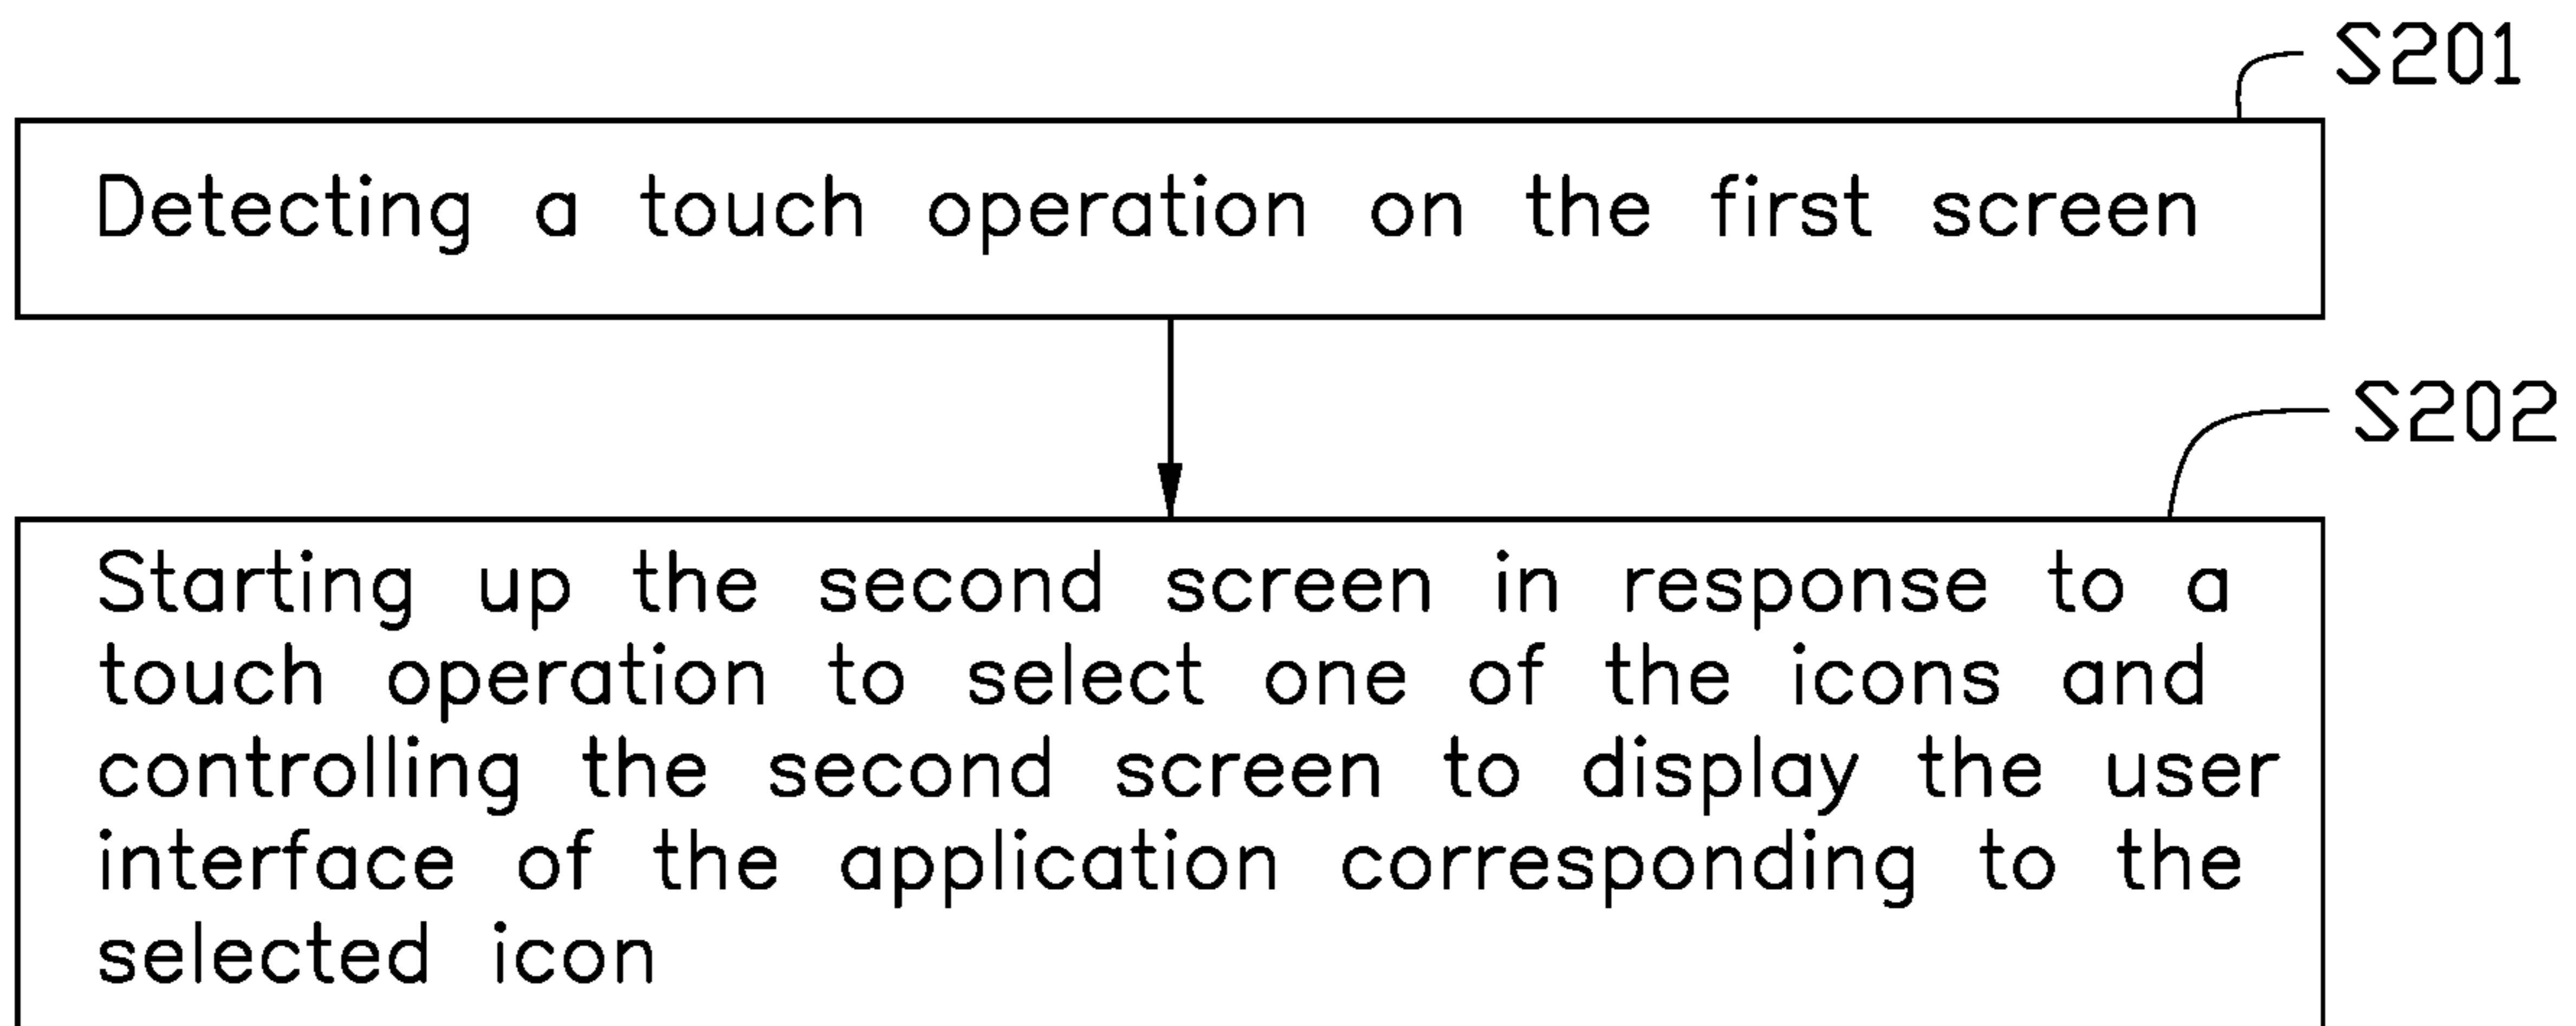 S201
Detecting a touch operation on the first screen
S202
Starting up the second screen in response to a
touch operation to select one of the icons and
controlling the second screen to display the user
interface of the application corresponding to the
selected icon